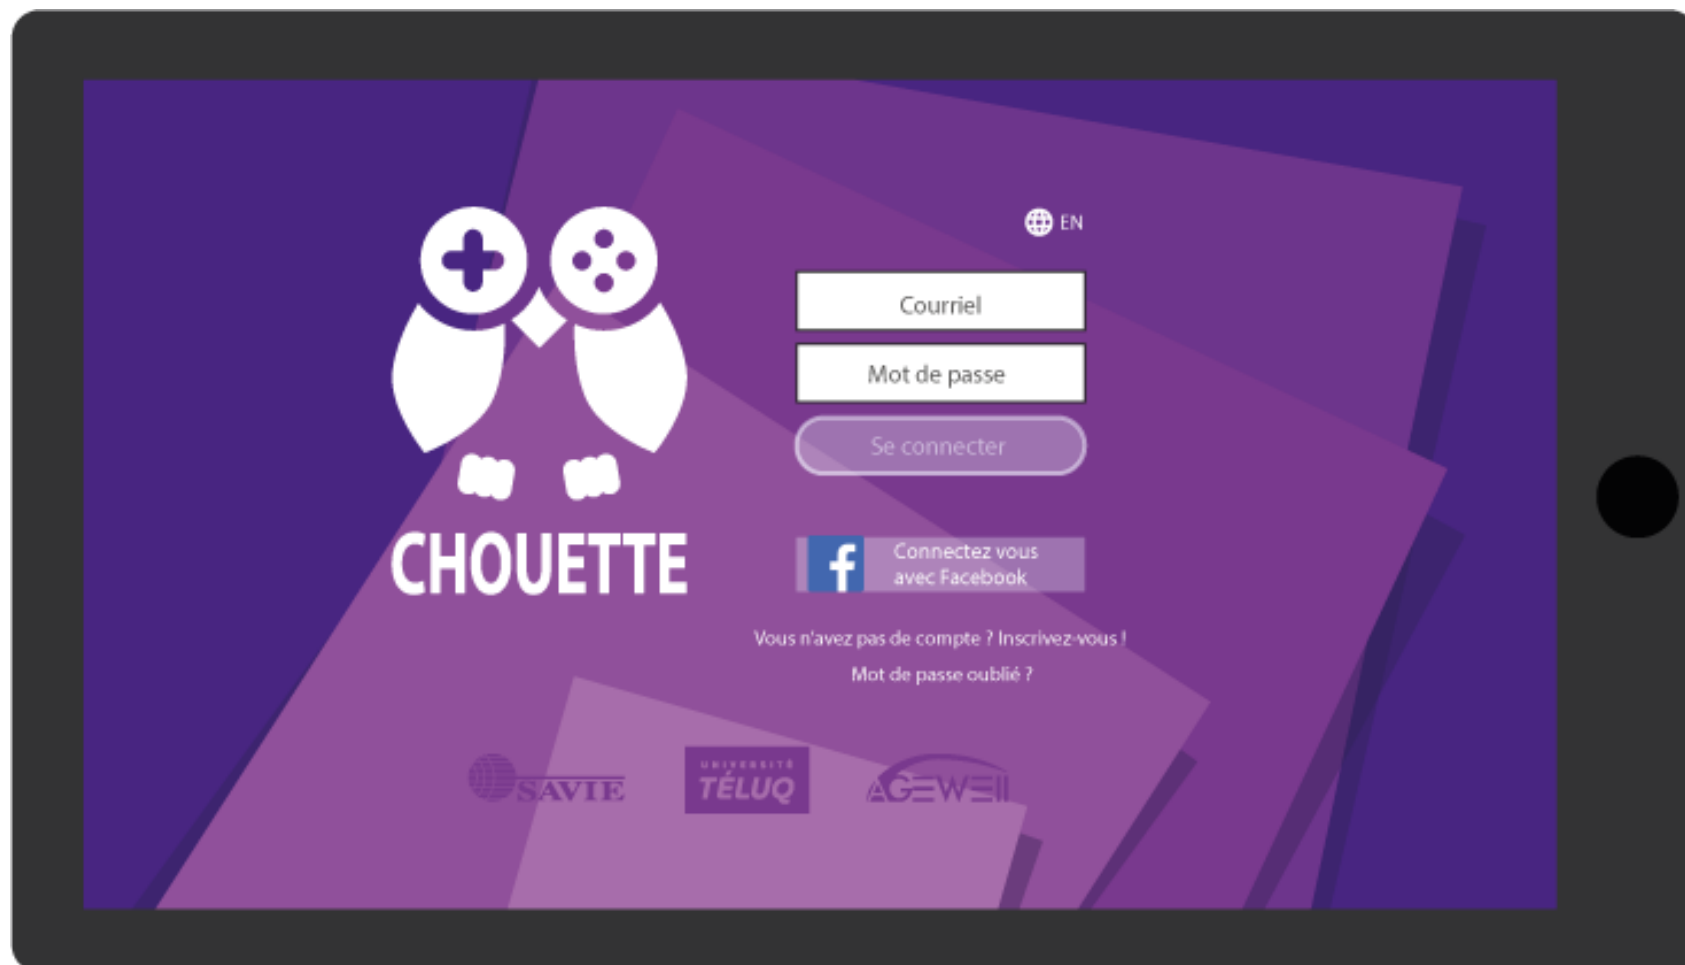 EN
Courriel
Mot de passe
Se connecter
CHOUETTE
f
Connectez vous
avec Facebook
Vous n'avez pas de compte ? Inscrivez-vous !
Mot de passe oublié ?
SAVIE
UNIVERSITÉ
TÉLUQ
AGEWELL